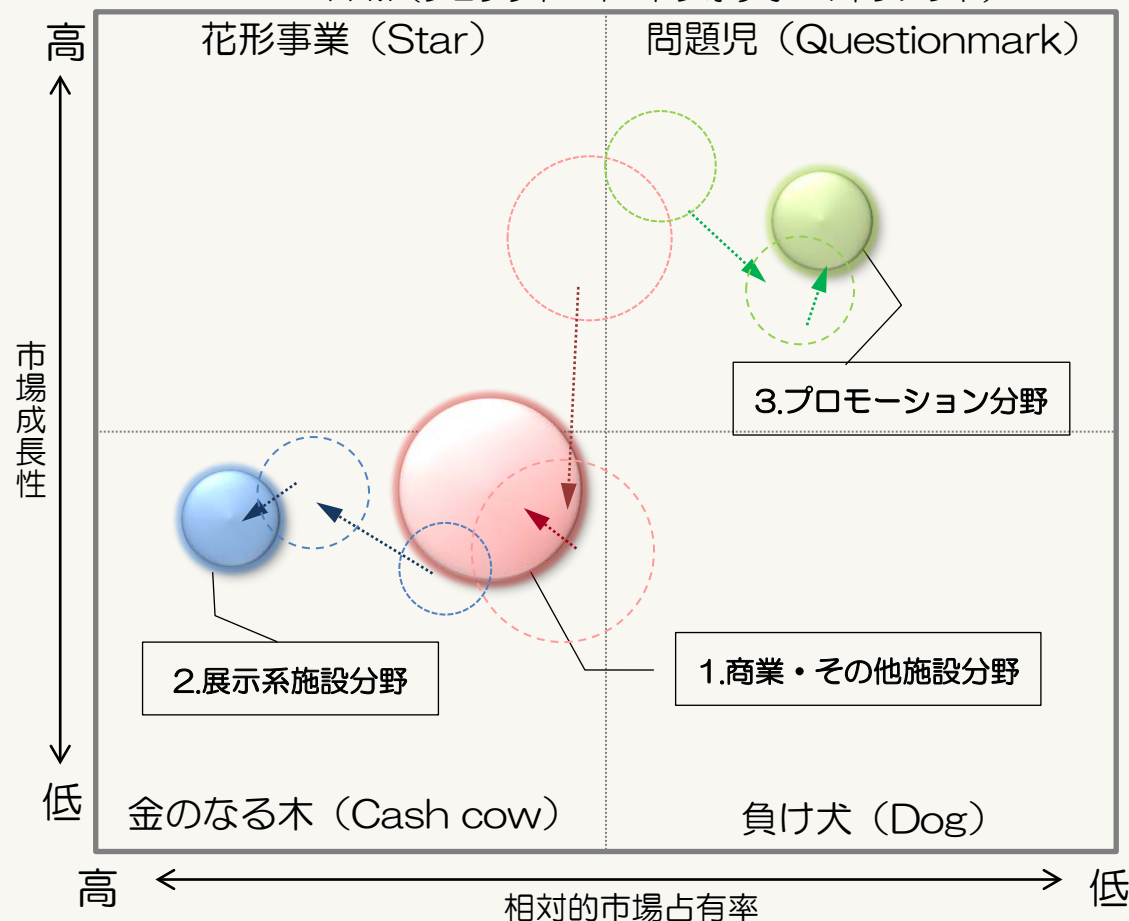 高
花形事業（Star）
問題児（Questionmark）
市場成長性
3.プロモーション分野
2.展示系施設分野
1.商業・その他施設分野
低
金のなる木（Cash cow）
負け犬（Dog）
高
低
相対的市場占有率